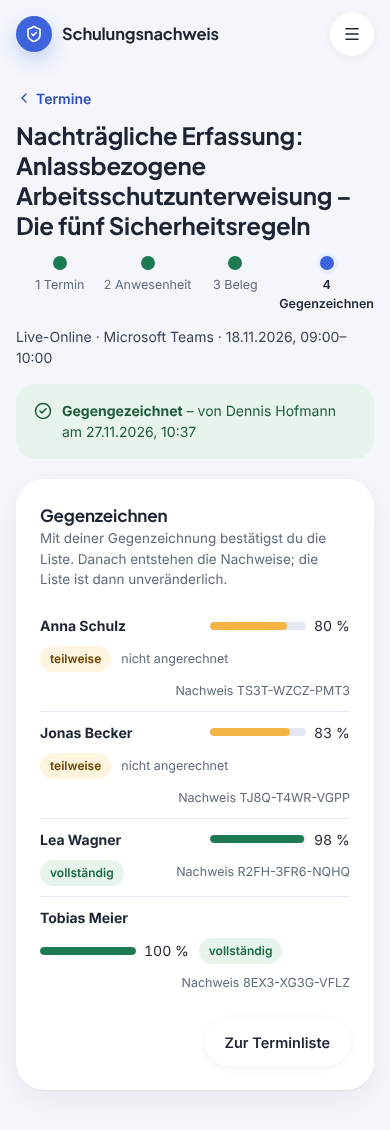 Schulungsnachweis
Termine
Nachträgliche Erfassung:
Anlassbezogene
Arbeitsschutzunterweisung –
Die fünf Sicherheitsregeln
1 Termin
2 Anwesenheit
3 Beleg
4
Gegenzeichnen
Live-Online · Microsoft Teams · 18.11.2026, 09:00–
10:00
Gegengezeichnet – von Dennis Hofmann
am 27.11.2026, 10:37
Gegenzeichnen
Mit deiner Gegenzeichnung bestätigst du die
Liste. Danach entstehen die Nachweise; die
Liste ist dann unveränderlich.
Anna Schulz 80 %
teilweise nicht angerechnet
Nachweis TS3T-WZCZ-PMT3
Jonas Becker 83 %
teilweise nicht angerechnet
Nachweis TJ8Q-T4WR-VGPP
Lea Wagner 98 %
vollständig Nachweis R2FH-3FR6-NQHQ
Tobias Meier
100 % vollständig
Nachweis 8EX3-XG3G-VFLZ
Zur Terminliste